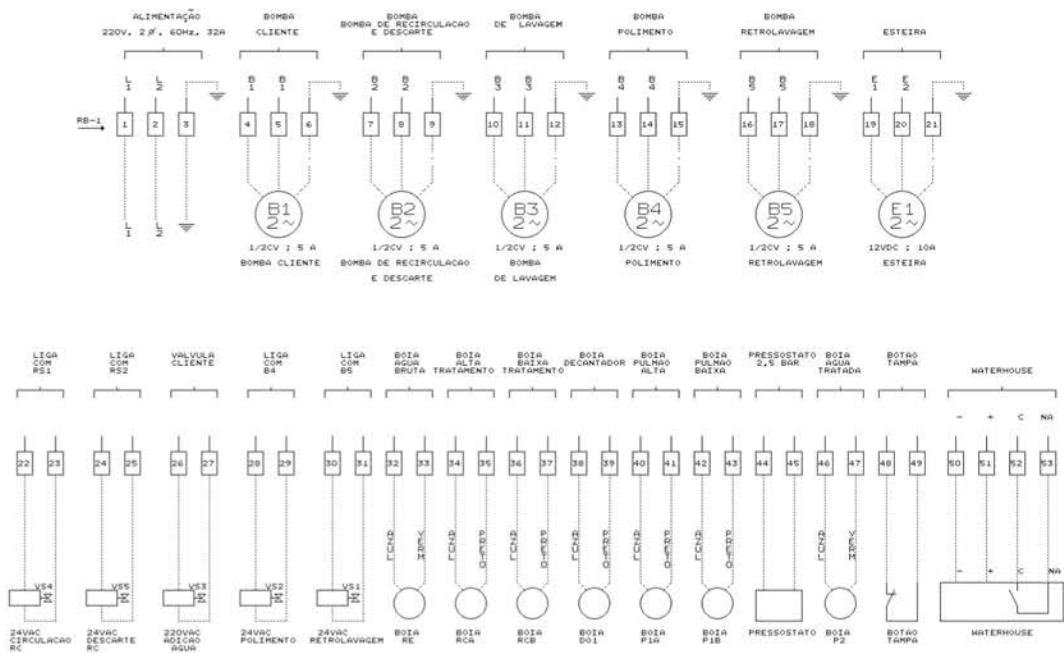 ALIMENTAÇÃO
220V, 2Ø, 60Hz, 32A
BOMBA
CLIENTE
BOMBA
BOMBA DE RECIRCULACAO
E DESCARTE
BOMBA
DE LAVAGEM
BOMBA
POLIMENTO
BOMBA
RETROLAVAGEM
ESTEIRA
L1 L2
B1 B1
B2 B2
B3 B3
B4 B4
B5 B5
E1 E2
RB-1
1 2 3 4 5 6 7 8 9 10 11 12 13 14 15 16 17 18 19 20 21
L1 L2
B1
2~
B2
2~
B3
2~
B4
2~
B5
2~
E1
2~
1/2CV ; 5 A
BOMBA CLIENTE
1/2CV ; 5 A
BOMBA DE RECIRCULACAO
E DESCARTE
1/2CV ; 5 A
BOMBA
DE LAVAGEM
1/2CV ; 5 A
POLIMENTO
1/2CV ; 5 A
RETROLAVAGEM
12VDC ; 10A
ESTEIRA
LIGA
COM
RS1
LIGA
COM
RS2
VALVULA
CLIENTE
LIGA
COM
B4
LIGA
COM
B5
BOIA
AGUA
BRUTA
BOIA
ALTA
TRATAMENTO
BOIA
BAIXA
TRATAMENTO
BOIA
DECANTADOR
BOIA
PULMAO
ALTA
BOIA
PULMAO
BAIXA
PRESSOSTATO
2,5 BAR
BOIA
AGUA
TRATADA
BOTAO
TAMPA
WATERHOUSE
- + C NA
22 23 24 25 26 27 28 29 30 31 32 33 34 35 36 37 38 39 40 41 42 43 44 45 46 47 48 49 50 51 52 53
AZUL VERM
AZUL PRETO
AZUL PRETO
AZUL PRETO
AZUL PRETO
AZUL PRETO
AZUL VERM
- + C NA
VS4
VS5
VS3
VS2
VS1
24VAC
CIRCULACAO
RC
24VAC
DESCARTE
RC
220VAC
ADICAO
AGUA
24VAC
POLIMENTO
24VAC
RETROLAVAGEM
BOIA
RE
BOIA
RCA
BOIA
RCB
BOIA
D01
BOIA
P1A
BOIA
P1B
PRESSOSTATO
BOIA
P2
BOTAO
TAMPA
WATERHOUSE